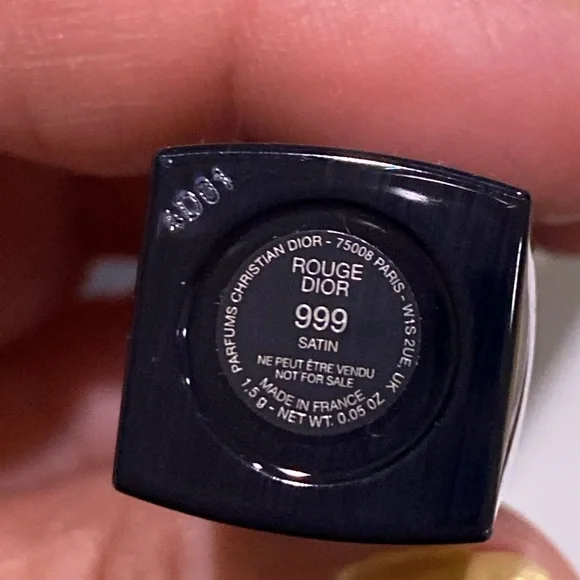 PARFUMS CHRISTIAN DIOR - 75008 PARIS - W1S 2UE, UK
ROUGE
DIOR
999
SATIN
NE PEUT ÊTRE VENDU
NOT FOR SALE
MADE IN FRANCE
1.5 g - NET WT. 0.05 OZ